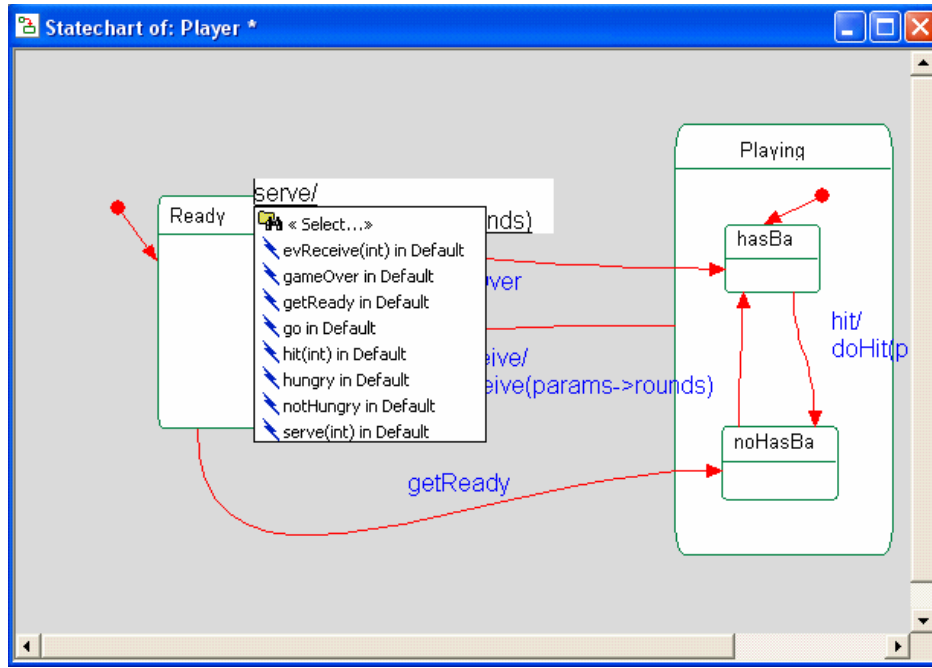 Statechart of: Player *
Playing
serve/
Ready
nds)
« Select...»
evReceive(int) in Default
gameOver in Default
getReady in Default
go in Default
hit(int) in Default
hungry in Default
notHungry in Default
serve(int) in Default
hasBa
ver
hit/
doHit(p
eive/
eive(params->rounds)
noHasBa
getReady